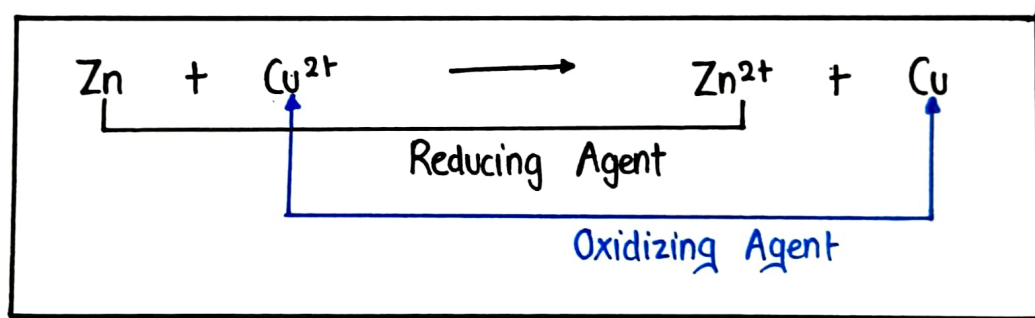 Zn + Cu²⁺ ⟶ Zn²⁺ + Cu
Reducing Agent
Oxidizing Agent